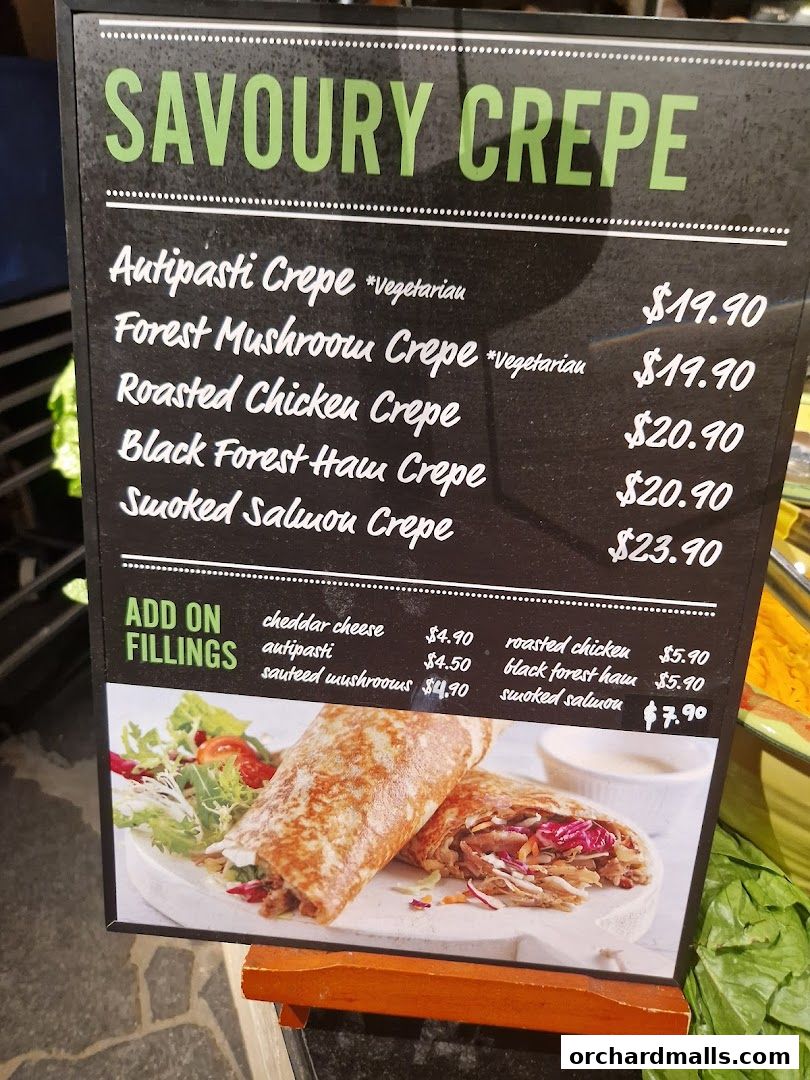 SAVOURY CREPE
Antipasti Crepe *Vegetarian $19.90
Forest Mushroom Crepe *Vegetarian $19.90
Roasted Chicken Crepe $20.90
Black Forest Ham Crepe $20.90
Smoked Salmon Crepe $23.90
ADD ON
FILLINGS
cheddar cheese $4.90
antipasti $4.50
sauteed mushrooms $4.90
roasted chicken $5.90
black forest ham $5.90
smoked salmon $7.90
orchardmalls.com